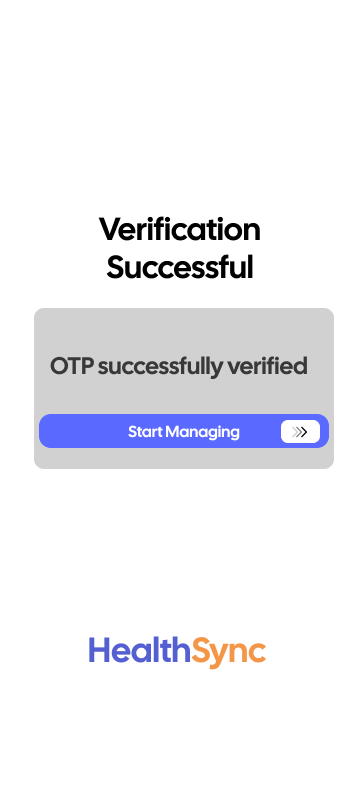 Verification
Successful
OTP successfully verified
Start Managing
HealthSync